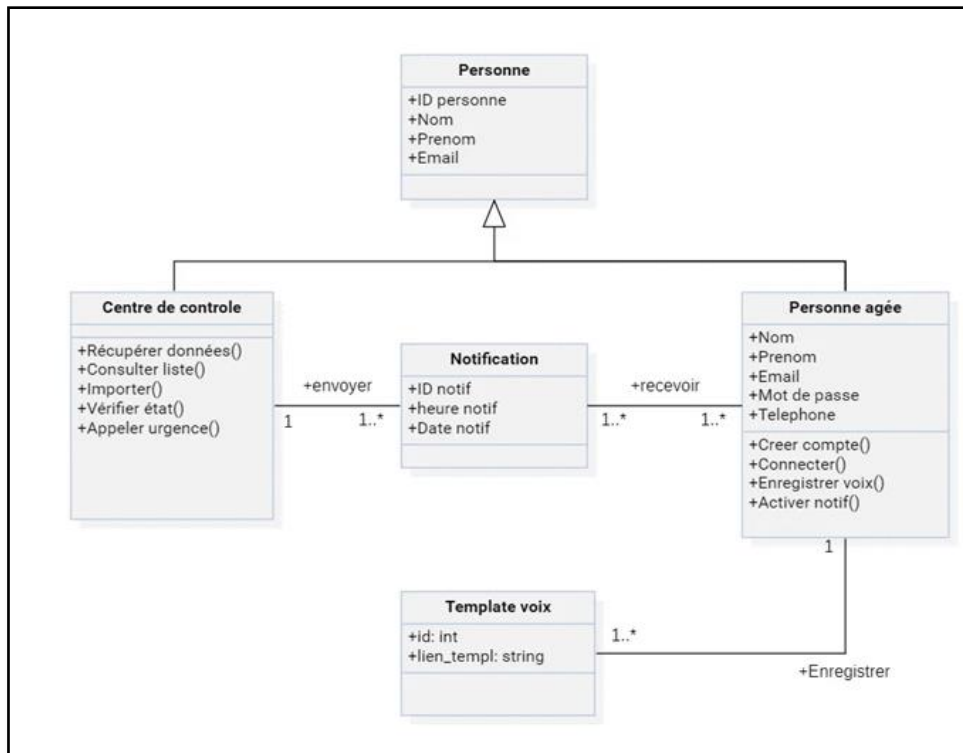 Personne
+ID personne
+Nom
+Prenom
+Email
Centre de controle
+Récupérer données()
+Consulter liste()
+Importer()
+Vérifier état()
+Appeler urgence()
+envoyer
1
1..*
Notification
+ID notif
+heure notif
+Date notif
+recevoir
1..*
1..*
Personne agée
+Nom
+Prenom
+Email
+Mot de passe
+Telephone
+Creer compte()
+Connecter()
+Enregistrer voix()
+Activer notif()
1
Template voix
+id: int
+lien_templ: string
1..*
+Enregistrer